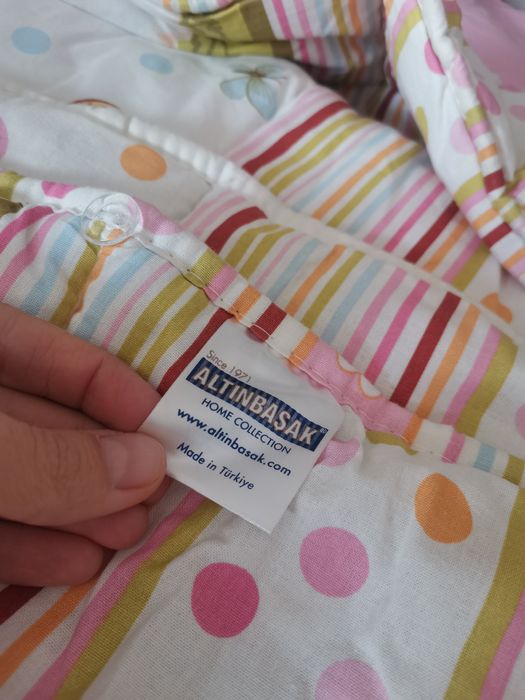 Since 1971
ALTINBAŞAK®
HOME COLLECTION
www.altinbasak.com
Made in Türkiye